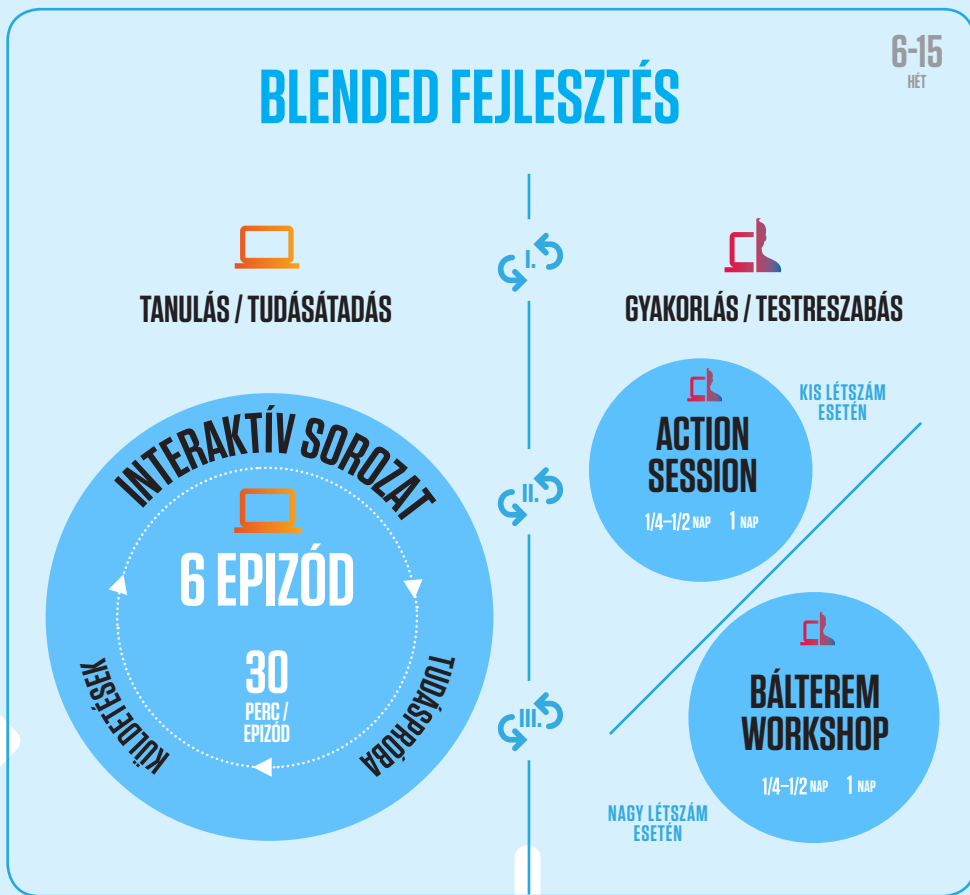 6-15
HÉT
BLENDED FEJLESZTÉS
TANULÁS / TUDÁSÁTADÁS
I.
GYAKORLÁS / TESTRESZABÁS
INTERAKTÍV SOROZAT
6 EPIZÓD
30
PERC /
EPIZÓD
TUDÁSPRÓBA
KÜLDETÉSEK
II.
III.
KIS LÉTSZÁM
ESETÉN
ACTION
SESSION
1/4–1/2 NAP 1 NAP
BÁLTEREM
WORKSHOP
1/4–1/2 NAP 1 NAP
NAGY LÉTSZÁM
ESETÉN